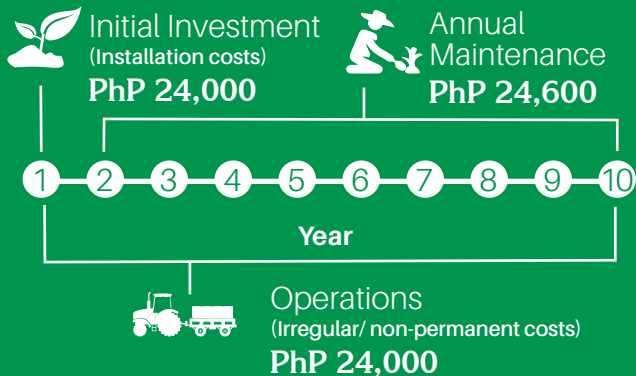 Initial Investment
(Installation costs)
PhP 24,000
Annual
Maintenance
PhP 24,600
1 2 3 4 5 6 7 8 9 10
Year
Operations
(Irregular/ non-permanent costs)
PhP 24,000